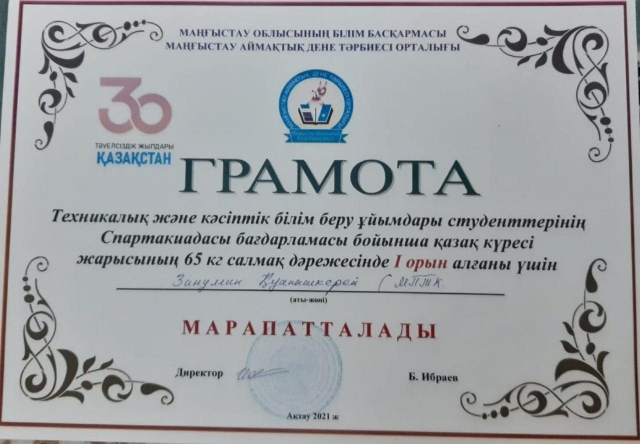 МАҢҒЫСТАУ ОБЛЫСЫНЫҢ БІЛІМ БАСҚАРМАСЫ
МАҢҒЫСТАУ АЙМАҚТЫҚ ДЕНЕ ТӘРБИЕСІ ОРТАЛЫҒЫ
30
ТӘУЕЛСІЗДІК ЖЫЛДАРЫ
ҚАЗАҚСТАН
ГРАМОТА
Техникалық және кәсіптік білім беру ұйымдары студенттерінің
Спартакиадасы бағдарламасы бойынша қазақ күресі
жарысының 65 кг салмақ дәрежесінде I орын алғаны үшін
(МПТК.
(аты-жөні)
МАРАПАТТАЛАДЫ
Директор
Б. Ибраев
Ақтау 2021 ж